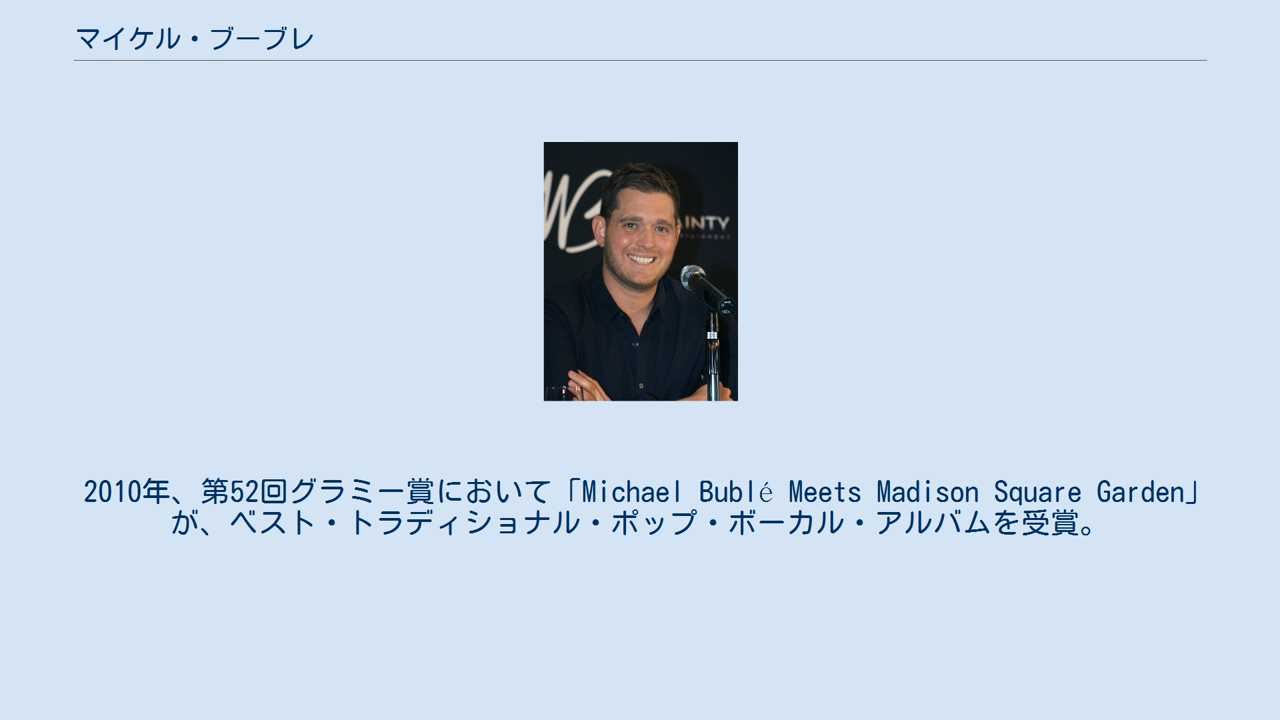 マイケル・ブーブレ
MB
AINTY
2010年、第52回グラミー賞において「Michael Bublé Meets Madison Square Garden」
が、ベスト・トラディショナル・ポップ・ボーカル・アルバムを受賞。